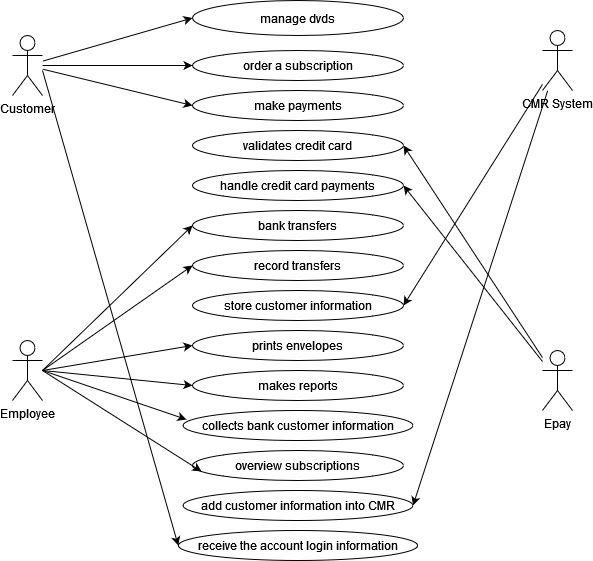 manage dvds
order a subscription
Customer
make payments
CMR System
validates credit card
handle credit card payments
bank transfers
record transfers
store customer information
prints envelopes
makes reports
Employee
Epay
collects bank customer information
overview subscriptions
add customer information into CMR
receive the account login information